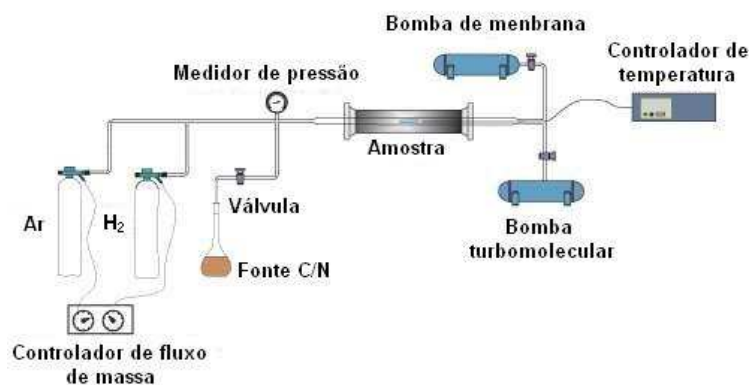 Bomba de menbrana
Controlador de
temperatura
Medidor de pressão
Amostra
Ar
H2
Válvula
Fonte C/N
Bomba
turbomolecular
Controlador de fluxo
de massa